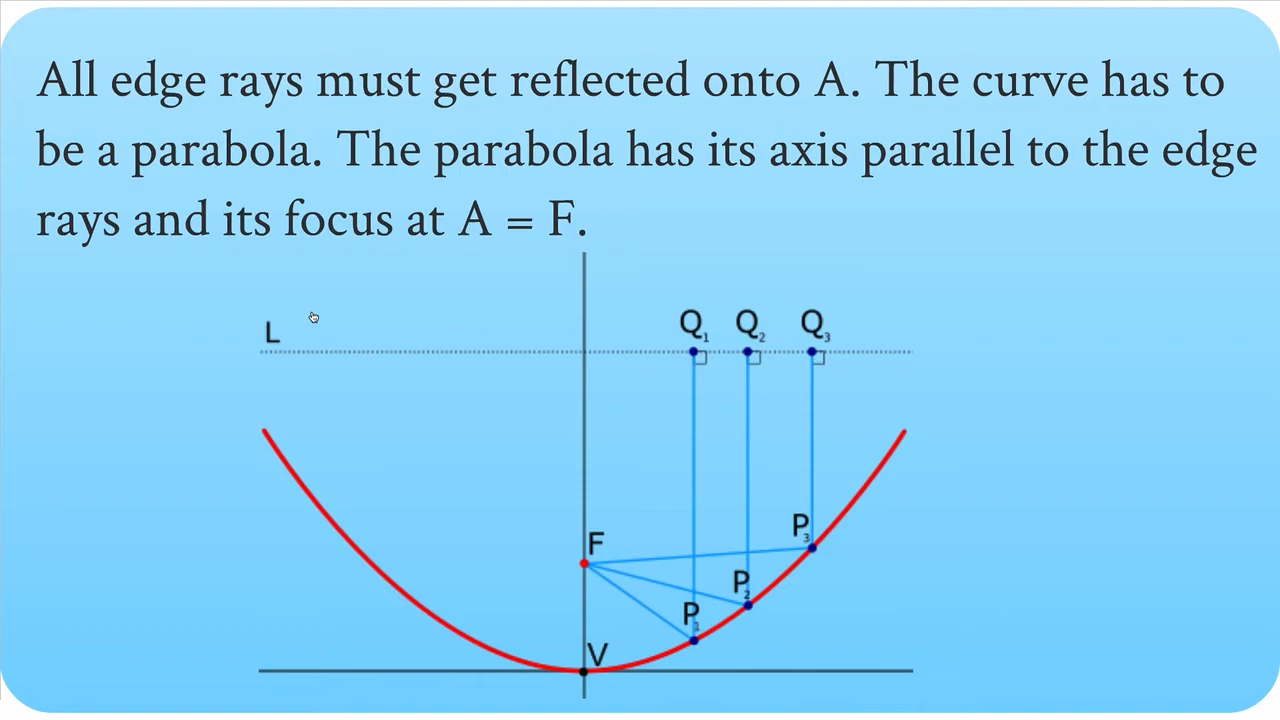 All edge rays must get reflected onto A. The curve has to
be a parabola. The parabola has its axis parallel to the edge
rays and its focus at A = F.
L
Q₁ Q₂ Q₃
F
P₃
P₂
P₁
V